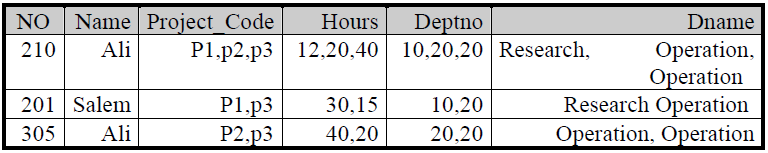 NO Name Project_Code Hours Deptno Dname
210 Ali P1,p2,p3 12,20,40 10,20,20 Research, Operation,
Operation
201 Salem P1,p3 30,15 10,20 Research Operation
305 Ali P2,p3 40,20 20,20 Operation, Operation